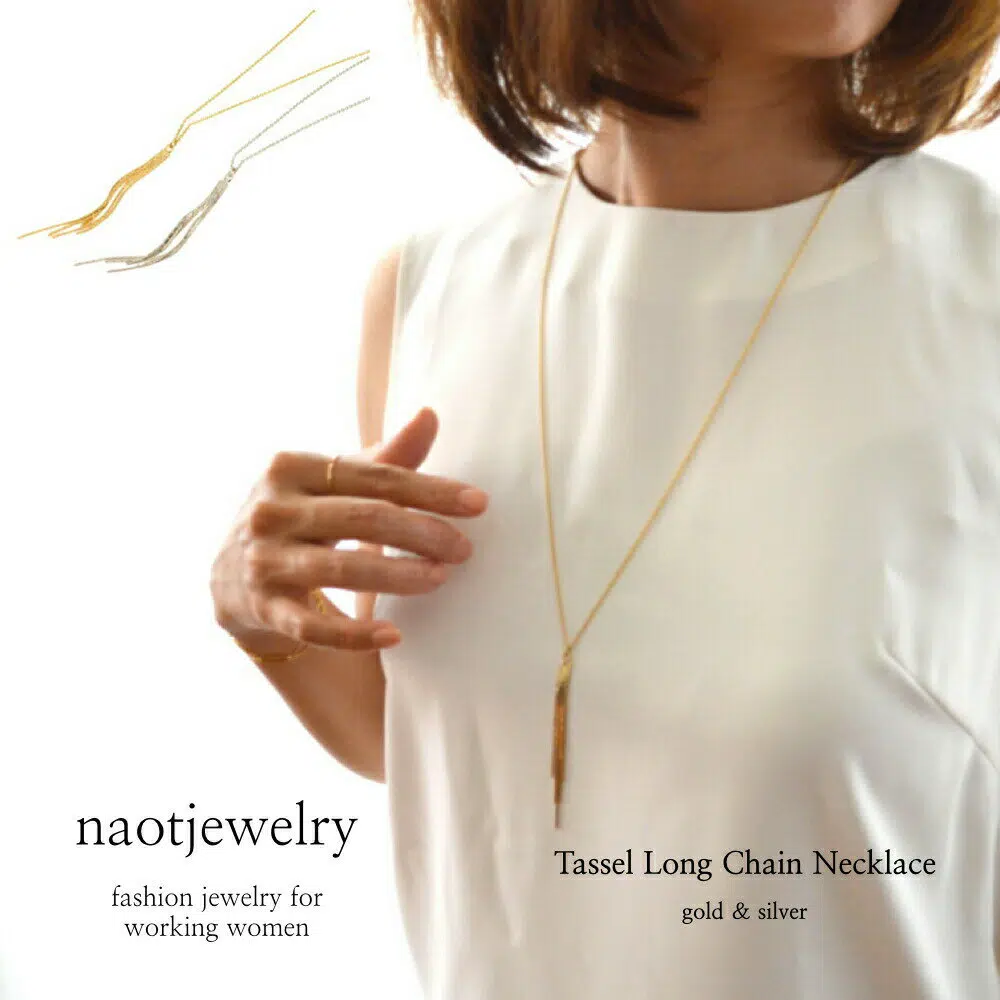 naotjewelry
fashion jewelry for
working women
Tassel Long Chain Necklace
gold & silver